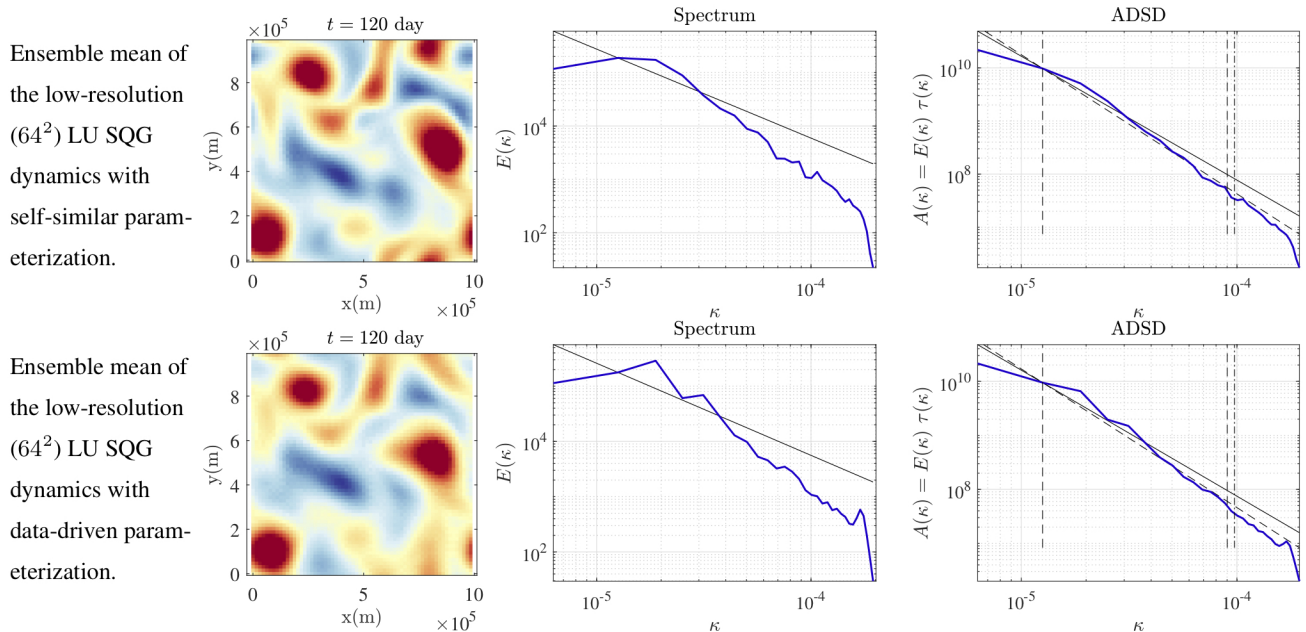 Ensemble mean of
the low-resolution
(64²) LU SQG
dynamics with
self-similar param-
eterization.
×10⁵
t = 120 day
8
6
4
2
0
y(m)
0
5
10
x(m)
×10⁵
Spectrum
E(κ)
10⁴
10²
10⁻⁵
10⁻⁴
κ
ADSD
A(κ) = E(κ) τ(κ)
10¹⁰
10⁸
10⁻⁵
10⁻⁴
κ
Ensemble mean of
the low-resolution
(64²) LU SQG
dynamics with
data-driven param-
eterization.
×10⁵
t = 120 day
8
6
4
2
0
y(m)
0
5
10
x(m)
×10⁵
Spectrum
E(κ)
10⁴
10²
10⁻⁵
10⁻⁴
κ
ADSD
A(κ) = E(κ) τ(κ)
10¹⁰
10⁸
10⁻⁵
10⁻⁴
κ